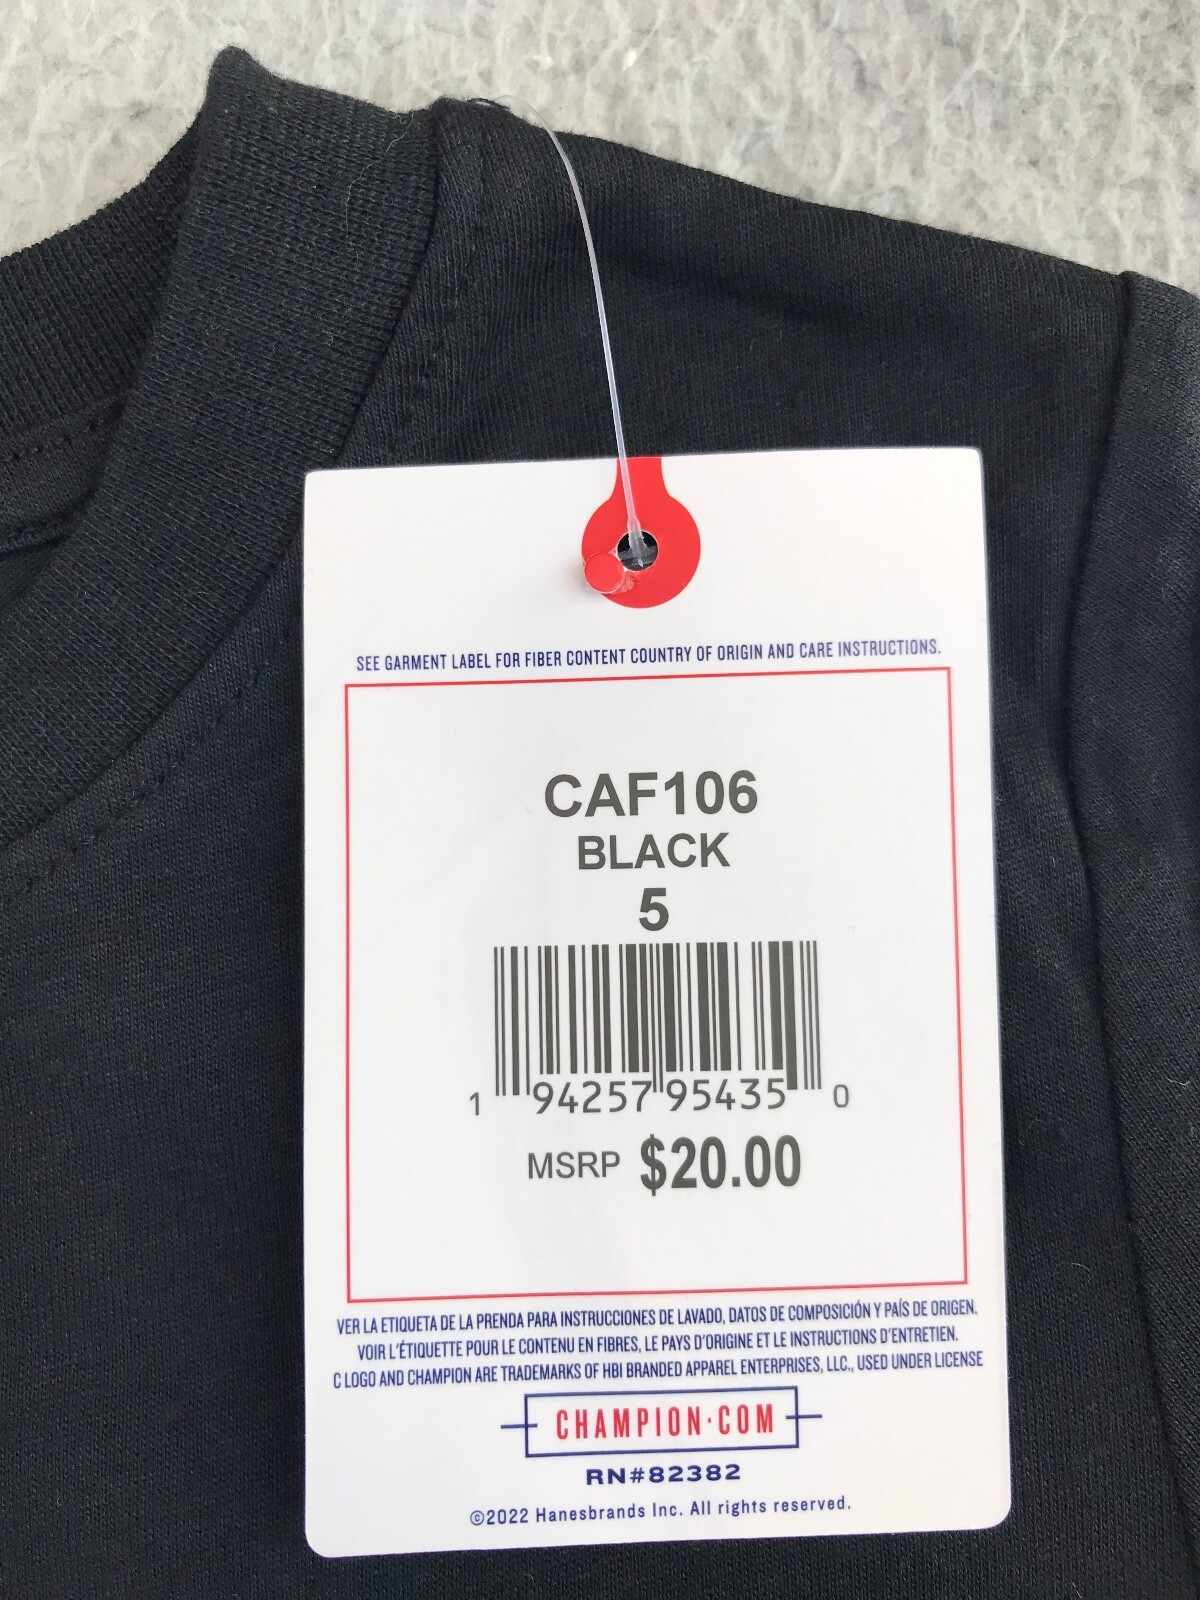 SEE GARMENT LABEL FOR FIBER CONTENT COUNTRY OF ORIGIN AND CARE INSTRUCTIONS.
CAF106
BLACK
5
1 94257 95435 0
MSRP $20.00
VER LA ETIQUETA DE LA PRENDA PARA INSTRUCCIONES DE LAVADO, DATOS DE COMPOSICIÓN Y PAÍS DE ORIGEN.
VOIR L'ÉTIQUETTE POUR LE CONTENU EN FIBRES, LE PAYS D'ORIGINE ET LE INSTRUCTIONS D'ENTRETIEN.
C LOGO AND CHAMPION ARE TRADEMARKS OF HBI BRANDED APPAREL ENTERPRISES, LLC., USED UNDER LICENSE
CHAMPION·COM
RN#82382
©2022 Hanesbrands Inc. All rights reserved.